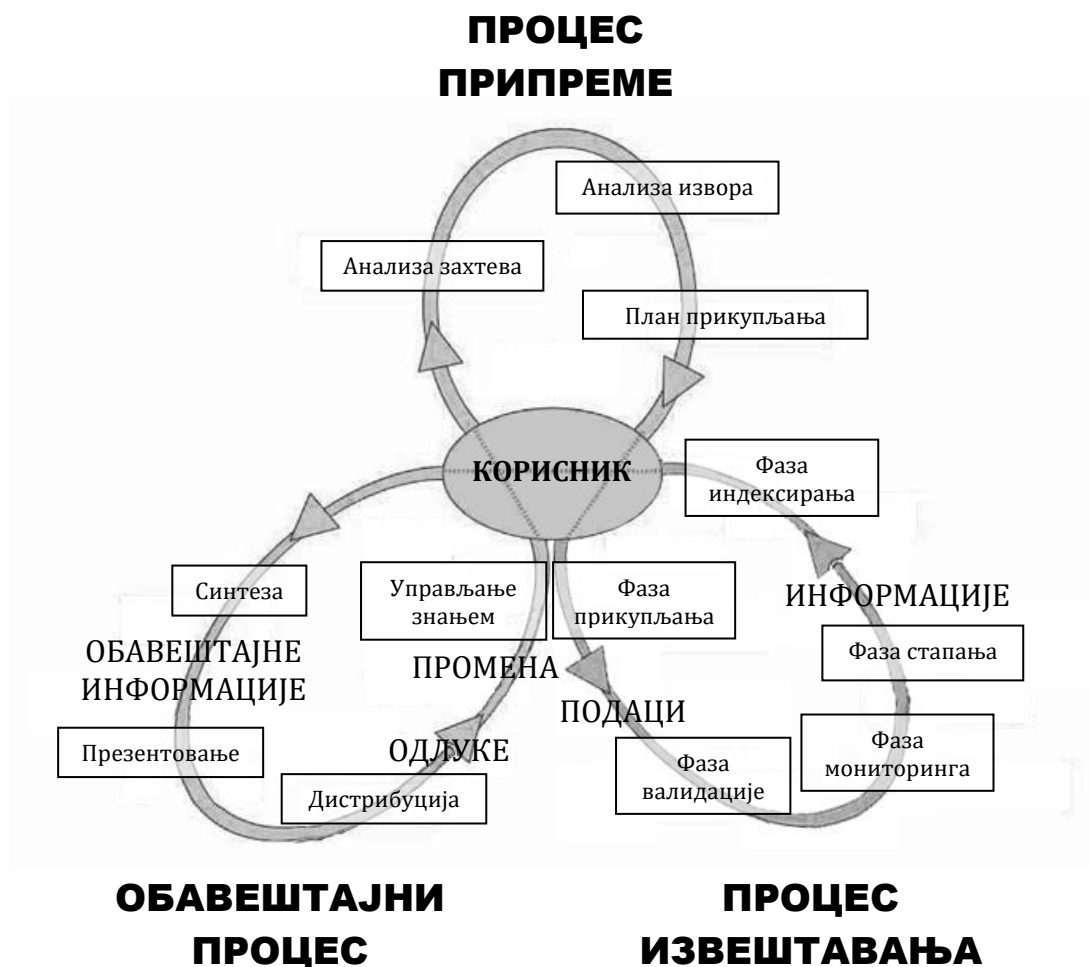 ПРОЦЕС
ПРИПРЕМЕ
Анализа извора
Анализа захтева
План прикупљања
КОРИСНИК
Фаза
индексирања
Синтеза
Управљање
знањем
Фаза
прикупљања
ИНФОРМАЦИЈЕ
ОБАВЕШТАЈНЕ
ИНФОРМАЦИЈЕ
ПРОМЕНА
Фаза стапања
ПОДАЦИ
Презентовање
ОДЛУКЕ
Фаза
мониторинга
Фаза
валидације
Дистрибуција
ОБАВЕШТАЈНИ
ПРОЦЕС
ПРОЦЕС
ИЗВЕШТАВАЊА